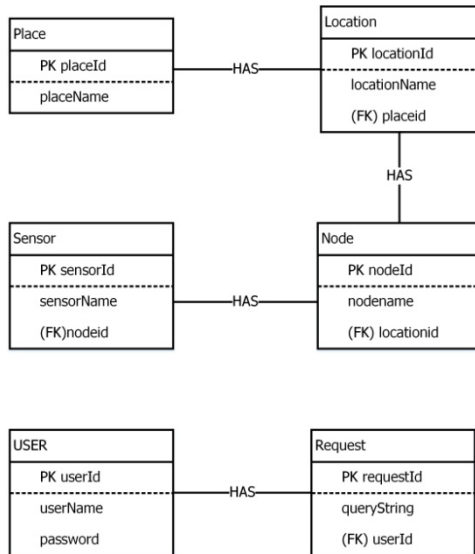 Place
PK placeId
placeName
HAS
Location
PK locationId
locationName
(FK) placeid
HAS
Sensor
PK sensorId
sensorName
(FK)nodeid
HAS
Node
PK nodeId
nodename
(FK) locationid
USER
PK userId
userName
password
HAS
Request
PK requestId
queryString
(FK) userId